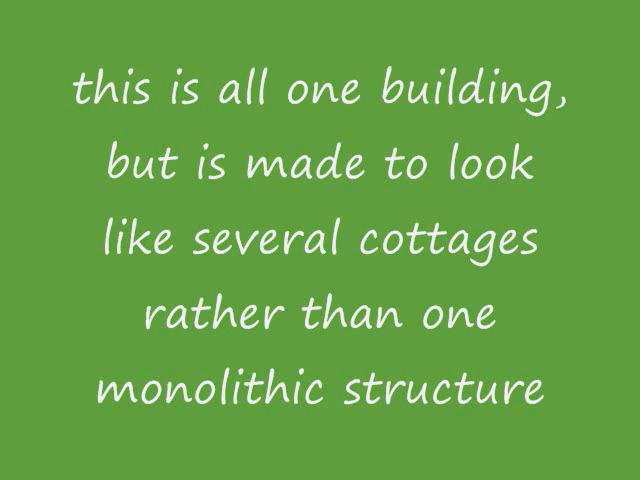 this is all one building,
but is made to look
like several cottages
rather than one
monolithic structure